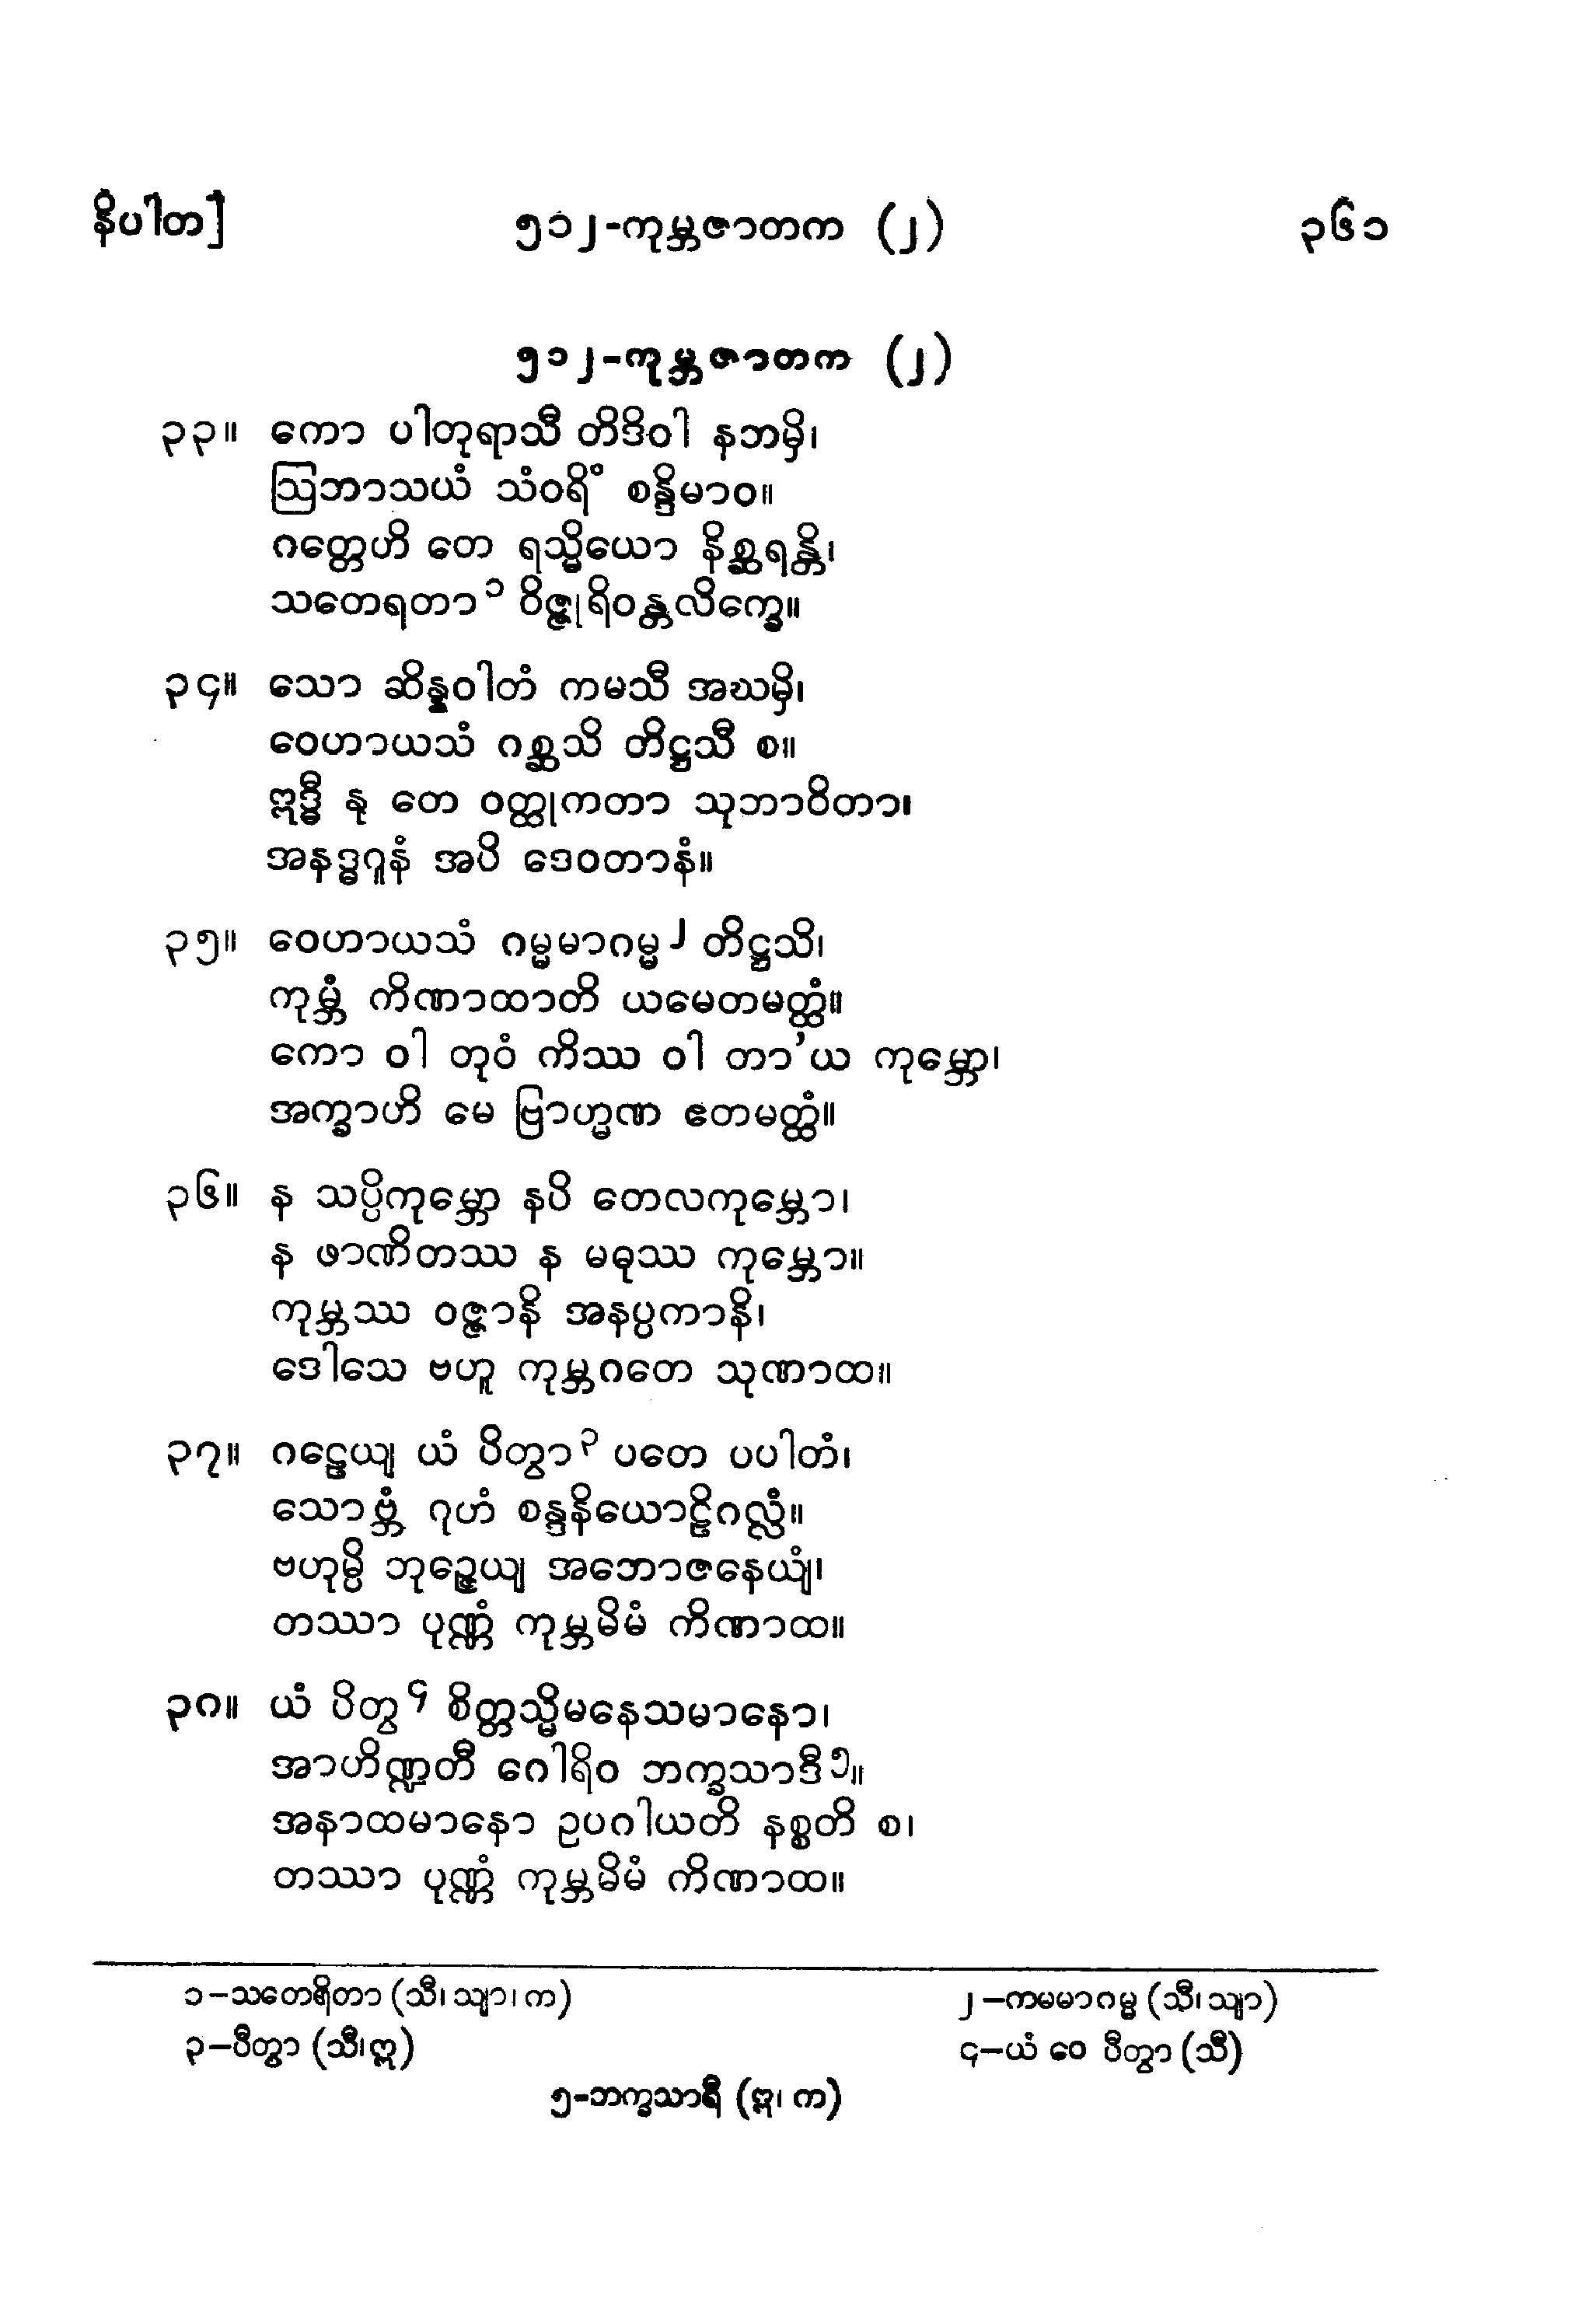 နိပါတ]
၅၁၂-ကုမ္ဘဇာတက (၂)
၃၆၁
၅၁၂-ကုမ္ဘဇာတက (၂)
၃၃။ ကော ပါတုရာသီ တိဒိဝါ နဘမှိ၊
ဩဘာသယံ သံဝရိံ စန္ဒိမာဝ။
ဂတ္တေဟိ တေ ရသ္မိယော နိစ္ဆရန္တိ၊
သတေရတာ၁ ဝိဇ္ဇုရိဝန္တလိက္ခေ။
၃၄။ သော ဆိန္နဝါတံ ကမသီ အဃမှိ၊
ဝေဟာယသံ ဂစ္ဆသိ တိဋ္ဌသီ စ။
ဣဒ္ဓီ နု တေ ဝတ္ထုကတာ သုဘာဝိတာ၊
အနဒ္ဓဂူနံ အပိ ဒေဝတာနံ။
၃၅။ ဝေဟာယသံ ဂမ္မမာဂမ္မ၂ တိဋ္ဌသိ၊
ကုမ္ဘံ ကိဏာထာတိ ယမေတမတ္ထံ။
ကော ဝါ တုဝံ ကိဿ ဝါ တာ’ယ ကုမ္ဘော၊
အက္ခာဟိ မေ ဗြာဟ္မဏ ဧတမတ္ထံ။
၃၆။ န သပ္ပိကုမ္ဘော နပိ တေလကုမ္ဘော၊
န ဖာဏိတဿ န မဓုဿ ကုမ္ဘော။
ကုမ္ဘဿ ဝဇ္ဇာနိ အနပ္ပကာနိ၊
ဒေါသေ ဗဟူ ကုမ္ဘဂတေ သုဏာထ။
၃၇။ ဂဠေယျ ယံ ပိတွာ၃ ပတေ ပပါတံ၊
သောဗ္ဘံ ဂုဟံ စန္ဒနိယောဠိဂလ္လံ။
ဗဟုမ္ပိ ဘုဉ္ဇေယျ အဘောဇနေယျံ၊
တဿာ ပုဏ္ဏံ ကုမ္ဘမိမံ ကိဏာထ။
၃၈။ ယံ ပိတွ၄ စိတ္တသ္မိမနေသမာနော၊
အာဟိဏ္ဍတီ ဂေါရိဝ ဘက္ခသာဒီ၅။
အနာထမာနော ဥပဂါယတိ နစ္စတိ စ၊
တဿာ ပုဏ္ဏံ ကုမ္ဘမိမံ ကိဏာထ။
၁-သတေရိတာ (သီ၊ သျာ၊ က)
၂-ကမမာဂမ္မ (သီ၊ သျာ)
၃-ပီတွာ (သီ၊ဣ)
၄-ယံ ဝေ ပီတွာ (သီ)
၅-ဘက္ခသာရီ (ဣ၊ က)